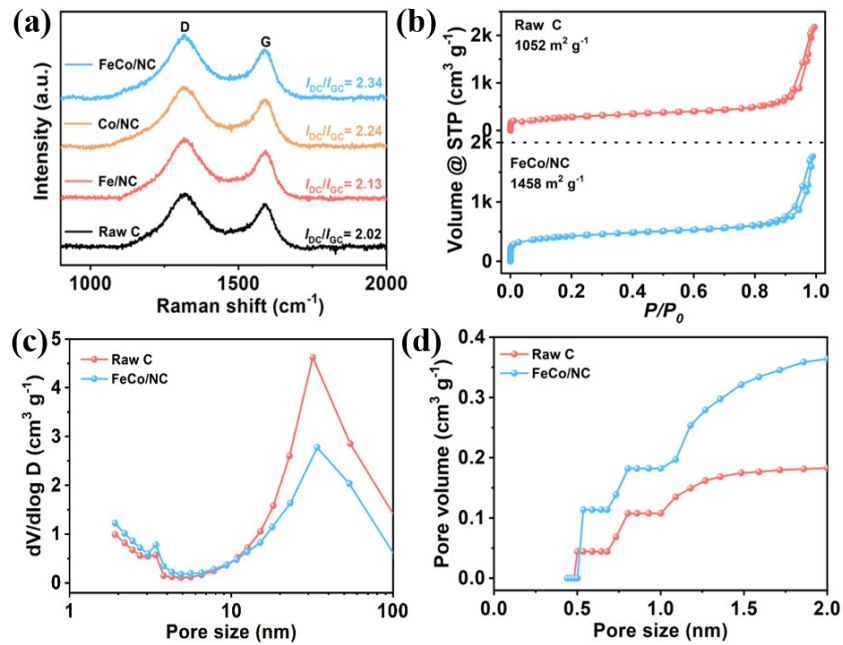 (a)
D
G
FeCo/NC
I_DC/I_GC= 2.34
Co/NC
I_DC/I_GC= 2.24
Fe/NC
I_DC/I_GC= 2.13
Raw C
I_DC/I_GC= 2.02
Intensity (a.u.)
1000 1500 2000
Raman shift (cm⁻¹)
(b)
Raw C
1052 m² g⁻¹
2k
1k
0
FeCo/NC
1458 m² g⁻¹
2k
1k
0
Volume @ STP (cm³ g⁻¹)
0.0 0.2 0.4 0.6 0.8 1.0
P/P₀
(c)
Raw C
FeCo/NC
5
4
3
2
1
0
dV/dlog D (cm³ g⁻¹)
1 10 100
Pore size (nm)
(d)
Raw C
FeCo/NC
0.4
0.3
0.2
0.1
0.0
Pore volume (cm³ g⁻¹)
0.0 0.5 1.0 1.5 2.0
Pore size (nm)